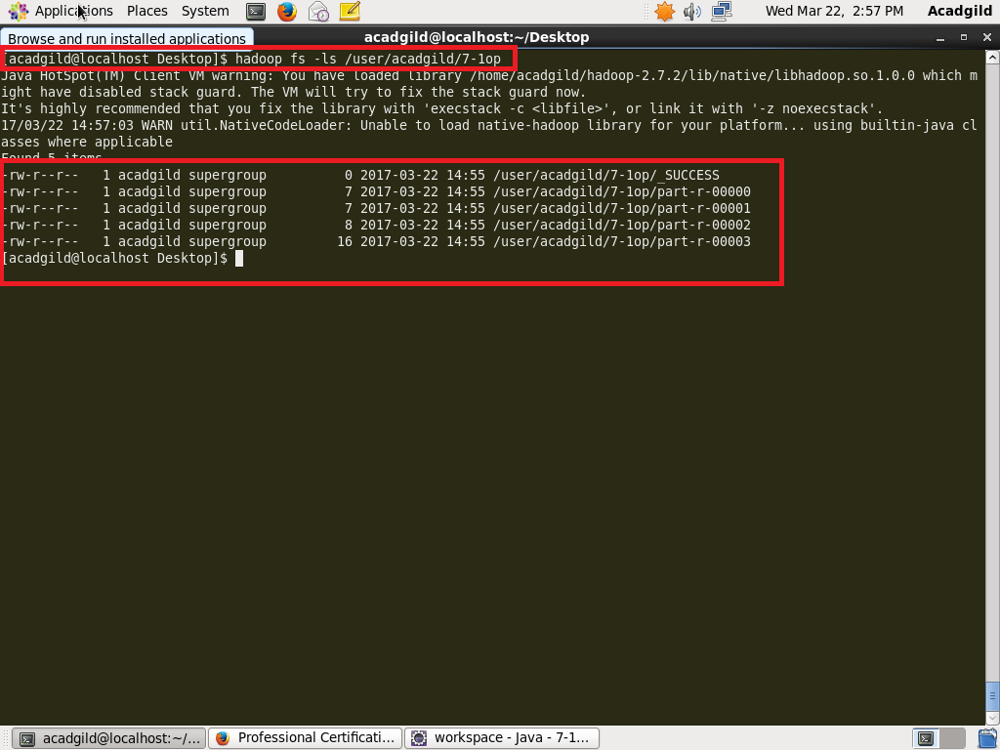 Applications Places System Wed Mar 22, 2:57 PM Acadgild
Browse and run installed applications
acadgild@localhost:~/Desktop
[acadgild@localhost Desktop]$ hadoop fs -ls /user/acadgild/7-1op
Java HotSpot(TM) Client VM warning: You have loaded library /home/acadgild/hadoop-2.7.2/lib/native/libhadoop.so.1.0.0 which m
ight have disabled stack guard. The VM will try to fix the stack guard now.
It's highly recommended that you fix the library with 'execstack -c <libfile>', or link it with '-z noexecstack'.
17/03/22 14:57:03 WARN util.NativeCodeLoader: Unable to load native-hadoop library for your platform... using builtin-java cl
asses where applicable
Found 5 items
-rw-r--r--   1 acadgild supergroup          0 2017-03-22 14:55 /user/acadgild/7-1op/_SUCCESS
-rw-r--r--   1 acadgild supergroup          7 2017-03-22 14:55 /user/acadgild/7-1op/part-r-00000
-rw-r--r--   1 acadgild supergroup          7 2017-03-22 14:55 /user/acadgild/7-1op/part-r-00001
-rw-r--r--   1 acadgild supergroup          8 2017-03-22 14:55 /user/acadgild/7-1op/part-r-00002
-rw-r--r--   1 acadgild supergroup         16 2017-03-22 14:55 /user/acadgild/7-1op/part-r-00003
[acadgild@localhost Desktop]$
acadgild@localhost:~/... Professional Certificati... workspace - Java - 7-1...